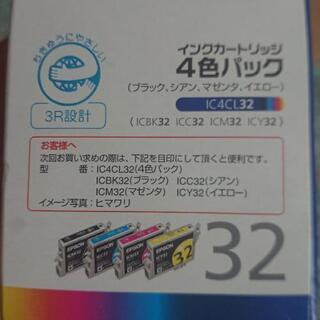 ちきゅうにやさしい
3R設計
インクカートリッジ
4色パック
(ブラック、シアン、マゼンタ、イエロー)
IC4CL32
(ICBK32 ICC32 ICM32 ICY32)
お客様へ
次回お買い求めの際は、下記を目印にして頂くと便利です。
型 番:IC4CL32(4色パック)
ICBK32(ブラック) ICC32(シアン)
ICM32(マゼンタ) ICY32(イエロー)
イメージ写真:ヒマワリ
EPSON
EPSON
EPSON
EPSON
32
32